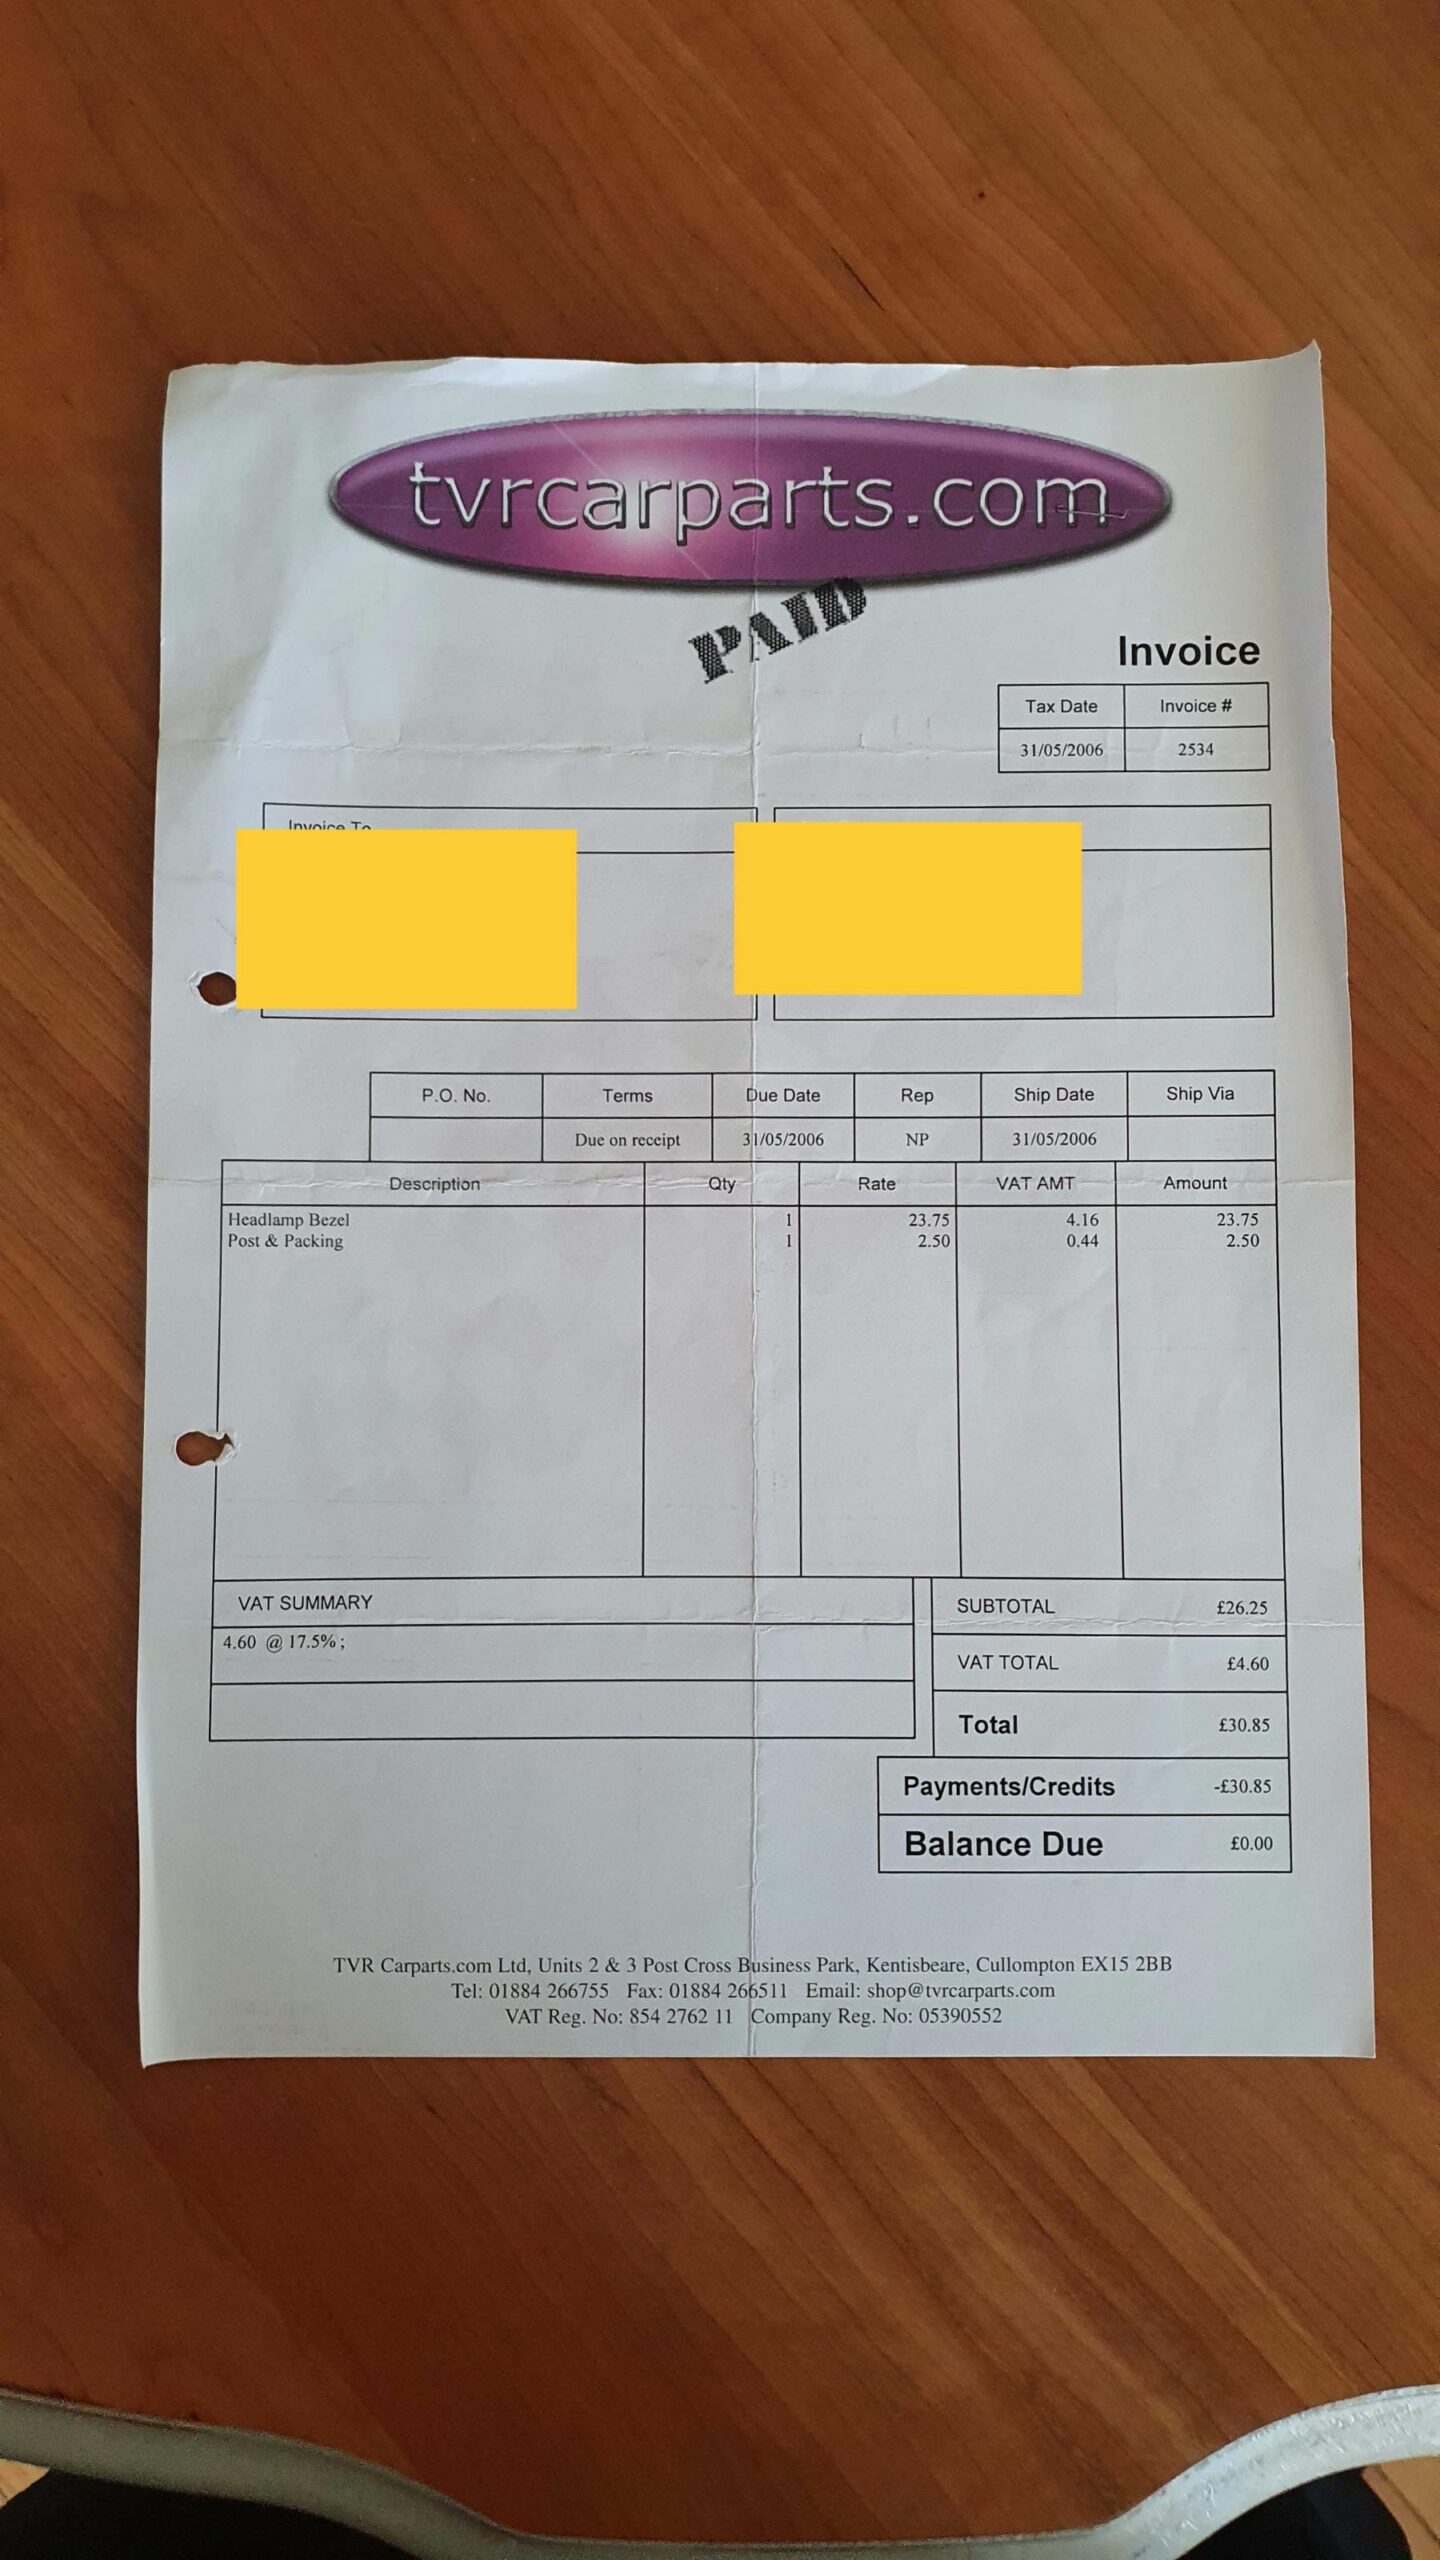 tvrcarparts.com
PAID
Invoice
Tax Date Invoice #
31/05/2006 2534
Invoice To
P.O. No. Terms Due Date Rep Ship Date Ship Via
Due on receipt 31/05/2006 NP 31/05/2006
Description Qty Rate VAT AMT Amount
Headlamp Bezel 1 23.75 4.16 23.75
Post & Packing 1 2.50 0.44 2.50
VAT SUMMARY
4.60 @ 17.5% ;
SUBTOTAL £26.25
VAT TOTAL £4.60
Total £30.85
Payments/Credits -£30.85
Balance Due £0.00
TVR Carparts.com Ltd, Units 2 & 3 Post Cross Business Park, Kentisbeare, Cullompton EX15 2BB
Tel: 01884 266755 Fax: 01884 266511 Email: shop@tvrcarparts.com
VAT Reg. No: 854 2762 11 Company Reg. No: 05390552